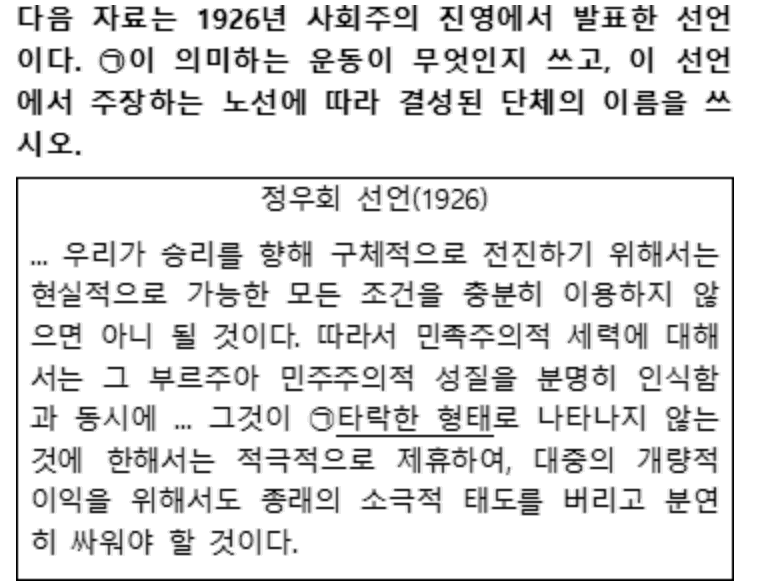 다음 자료는 1926년 사회주의 진영에서 발표한 선언
이다. ㉠이 의미하는 운동이 무엇인지 쓰고, 이 선언
에서 주장하는 노선에 따라 결성된 단체의 이름을 쓰
시오.
정우회 선언(1926)
... 우리가 승리를 향해 구체적으로 전진하기 위해서는
현실적으로 가능한 모든 조건을 충분히 이용하지 않
으면 아니 될 것이다. 따라서 민족주의적 세력에 대해
서는 그 부르주아 민주주의적 성질을 분명히 인식함
과 동시에 ... 그것이 ㉠타락한 형태로 나타나지 않는
것에 한해서는 적극적으로 제휴하여, 대중의 개량적
이익을 위해서도 종래의 소극적 태도를 버리고 분연
히 싸워야 할 것이다.